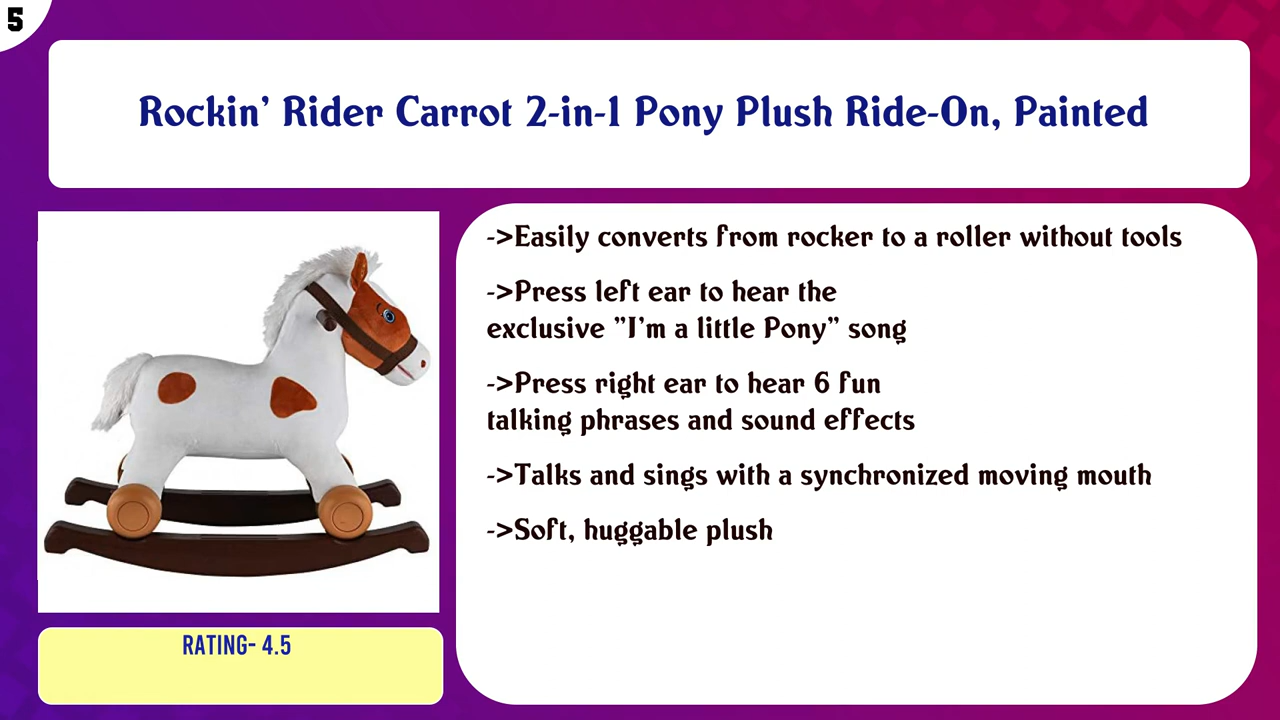 5
Rockin' Rider Carrot 2-in-1 Pony Plush Ride-On, Painted
->Easily converts from rocker to a roller without tools
->Press left ear to hear the
exclusive "I'm a little Pony" song
->Press right ear to hear 6 fun
talking phrases and sound effects
->Talks and sings with a synchronized moving mouth
->Soft, huggable plush
RATING- 4.5